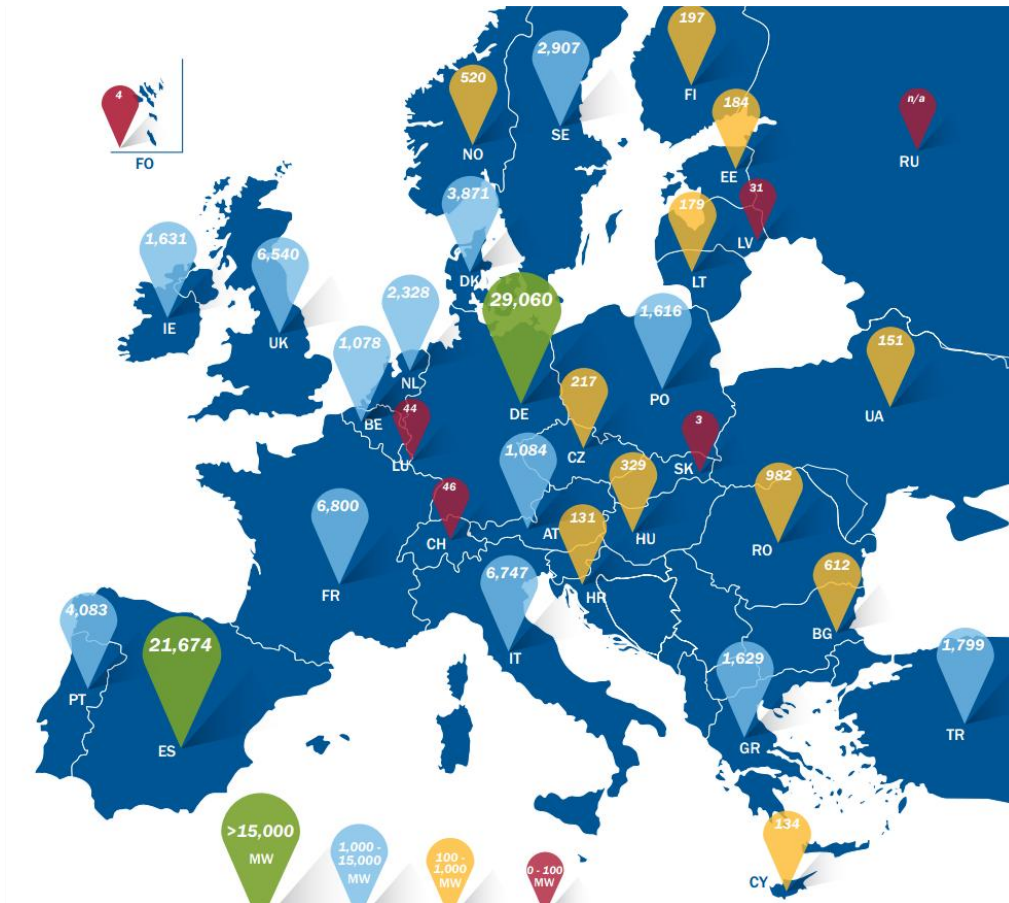 197
2,907
520
4
n/a
FI
184
SE
NO
RU
FO
EE
3,871
31
179
1,631
6,540
LV
DK
LT
2,328
29,060
1,616
IE
UK
1,078
151
NL
217
PO
DE
44
BE
3
UA
1,084
CZ
329
LU
SK
982
46
6,800
131
AT
HU
CH
RO
6,747
612
FR
HR
4,083
21,674
BG
IT
1,629
1,799
PT
TR
ES
GR
134
CY
>15,000
MW
1,000 -
15,000
MW
100 -
1,000
MW
0 - 100
MW